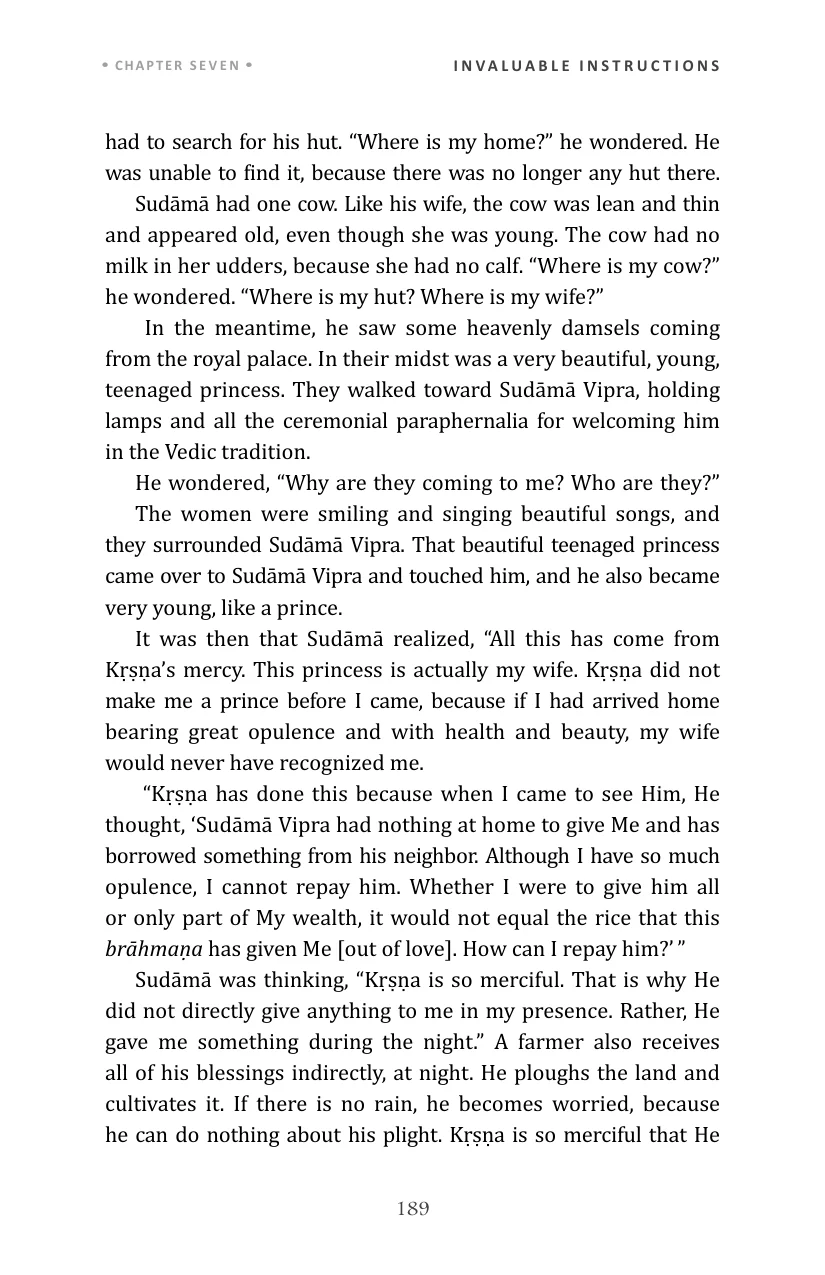 • CHAPTER SEVEN •
INVALUABLE INSTRUCTIONS
had to search for his hut. “Where is my home?” he wondered. He
was unable to find it, because there was no longer any hut there.
Sudāmā had one cow. Like his wife, the cow was lean and thin
and appeared old, even though she was young. The cow had no
milk in her udders, because she had no calf. “Where is my cow?”
he wondered. “Where is my hut? Where is my wife?”
In the meantime, he saw some heavenly damsels coming
from the royal palace. In their midst was a very beautiful, young,
teenaged princess. They walked toward Sudāmā Vipra, holding
lamps and all the ceremonial paraphernalia for welcoming him
in the Vedic tradition.
He wondered, “Why are they coming to me? Who are they?”
The women were smiling and singing beautiful songs, and
they surrounded Sudāmā Vipra. That beautiful teenaged princess
came over to Sudāmā Vipra and touched him, and he also became
very young, like a prince.
It was then that Sudāmā realized, “All this has come from
Kṛṣṇa’s mercy. This princess is actually my wife. Kṛṣṇa did not
make me a prince before I came, because if I had arrived home
bearing great opulence and with health and beauty, my wife
would never have recognized me.
“Kṛṣṇa has done this because when I came to see Him, He
thought, ‘Sudāmā Vipra had nothing at home to give Me and has
borrowed something from his neighbor. Although I have so much
opulence, I cannot repay him. Whether I were to give him all
or only part of My wealth, it would not equal the rice that this
brāhmaṇa has given Me [out of love]. How can I repay him?’ ”
Sudāmā was thinking, “Kṛṣṇa is so merciful. That is why He
did not directly give anything to me in my presence. Rather, He
gave me something during the night.” A farmer also receives
all of his blessings indirectly, at night. He ploughs the land and
cultivates it. If there is no rain, he becomes worried, because
he can do nothing about his plight. Kṛṣṇa is so merciful that He
189